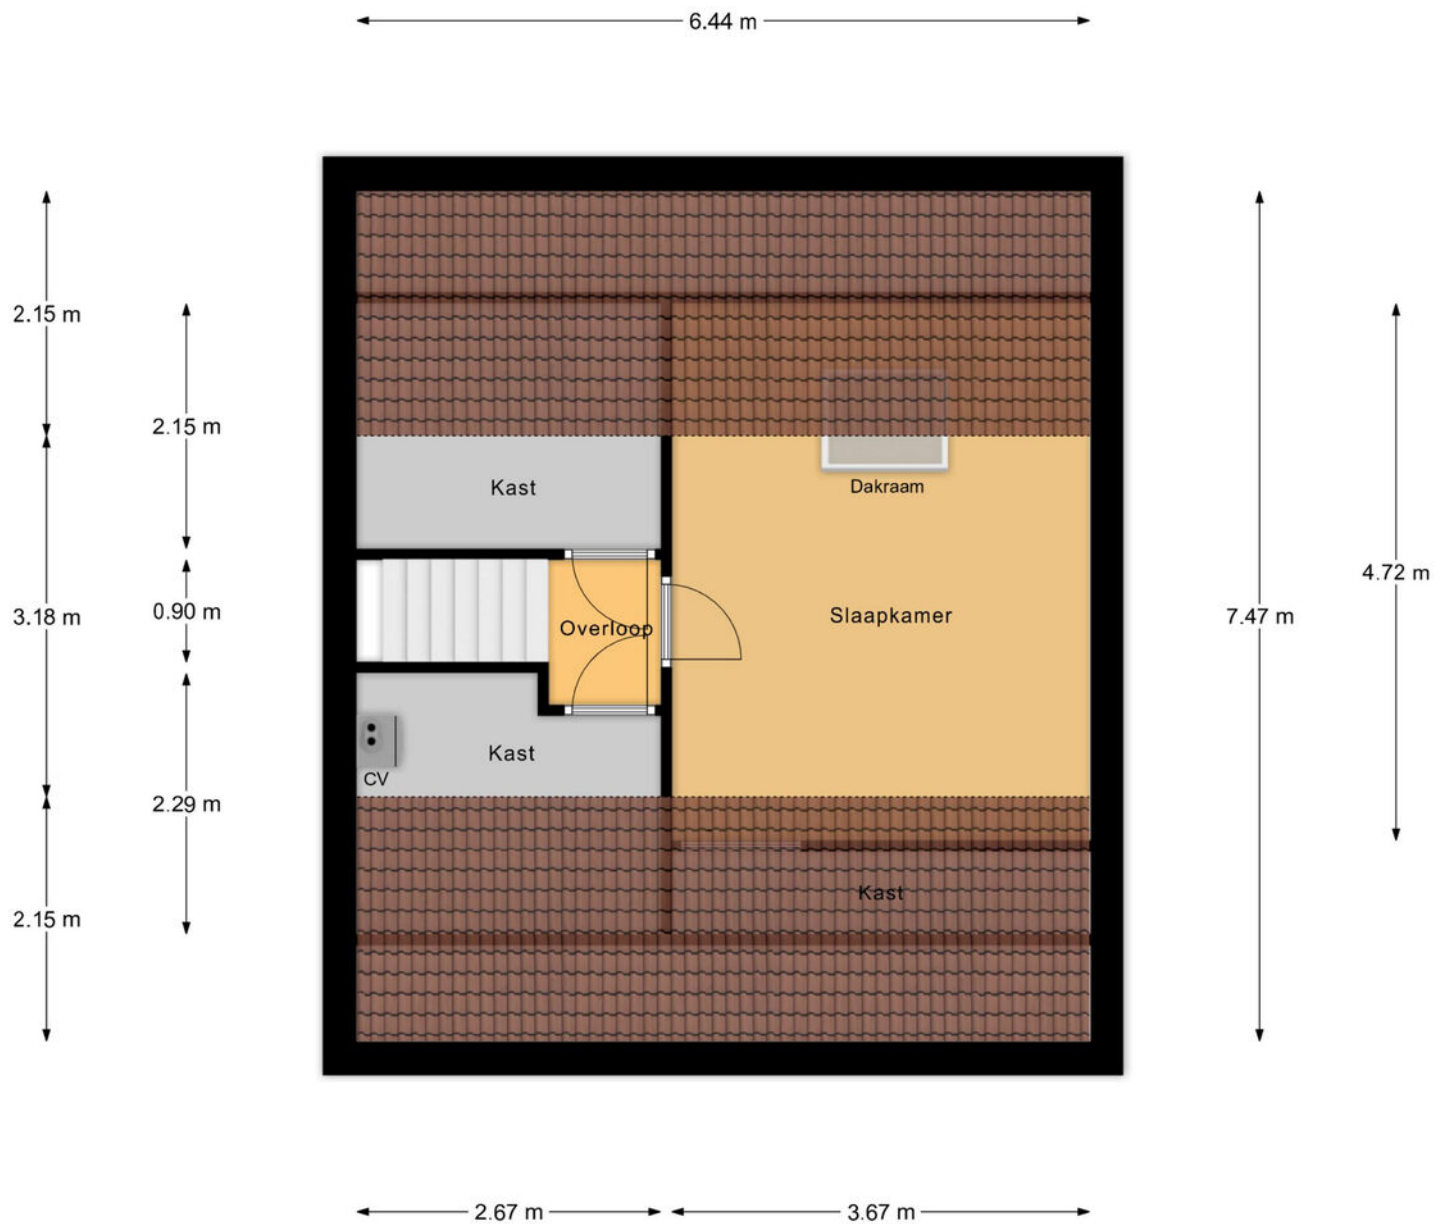 6.44 m
2.15 m
2.15 m
Kast
Dakraam
4.72 m
0.90 m
3.18 m
Slaapkamer
7.47 m
Overloop
Kast
CV
2.29 m
Kast
2.15 m
2.67 m
3.67 m